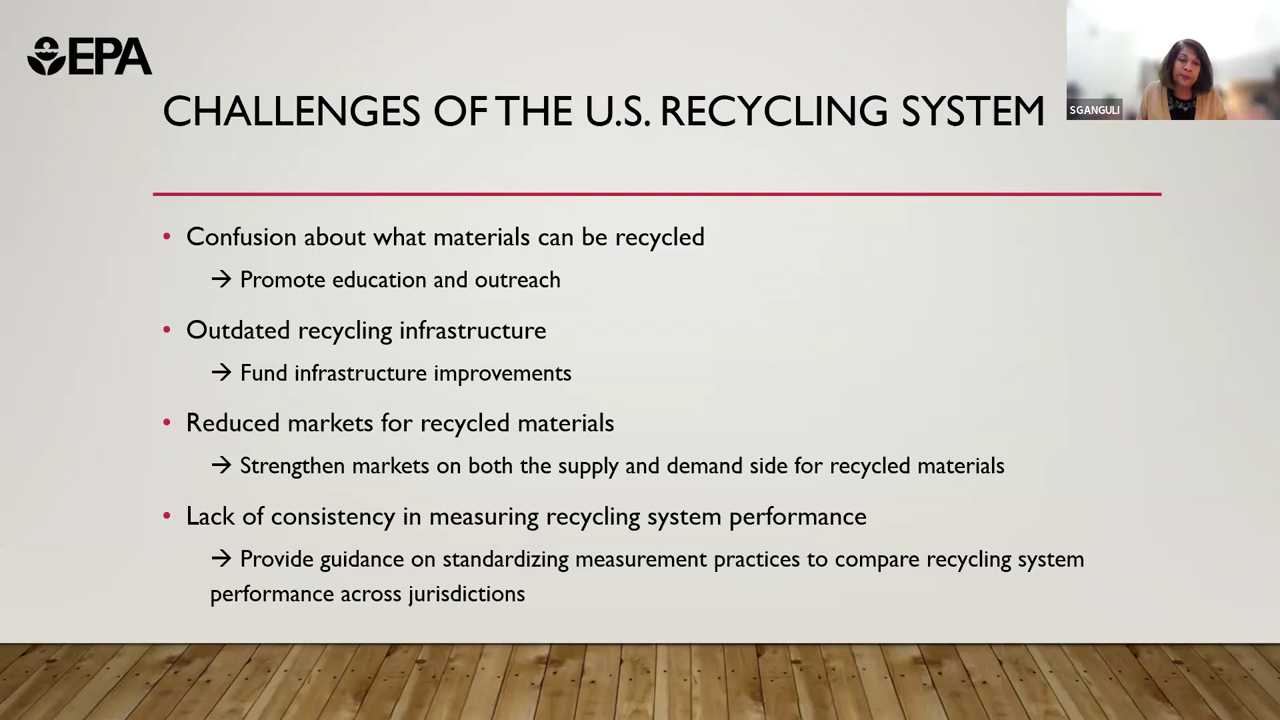 EPA
CHALLENGES OF THE U.S. RECYCLING SYSTEM
SGANGULI
• Confusion about what materials can be recycled
→ Promote education and outreach
• Outdated recycling infrastructure
→ Fund infrastructure improvements
• Reduced markets for recycled materials
→ Strengthen markets on both the supply and demand side for recycled materials
• Lack of consistency in measuring recycling system performance
→ Provide guidance on standardizing measurement practices to compare recycling system
performance across jurisdictions